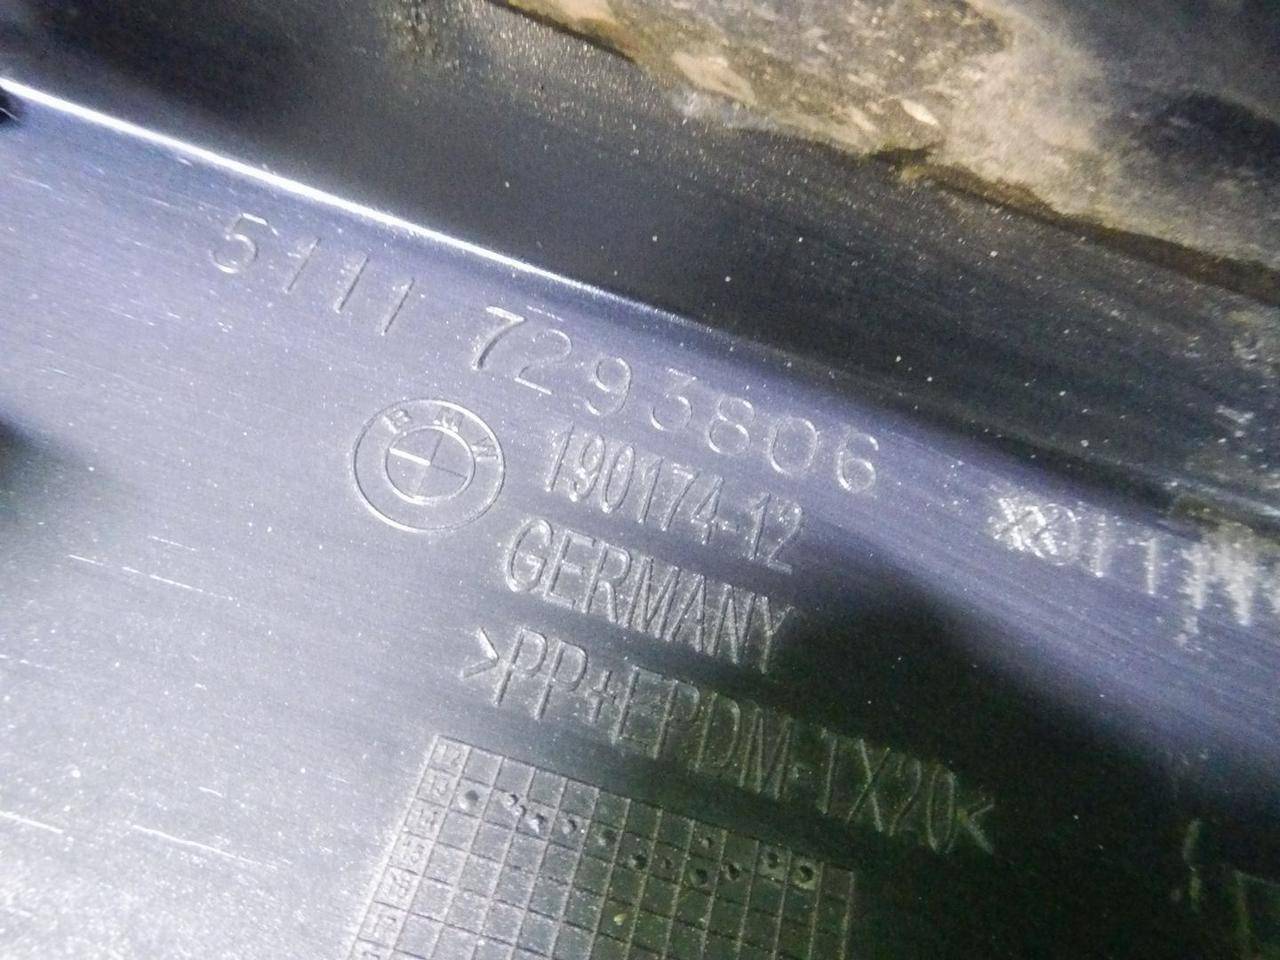 5111 7293806
BMW
190174-12
GERMANY
>PP+EPDM-TX20<